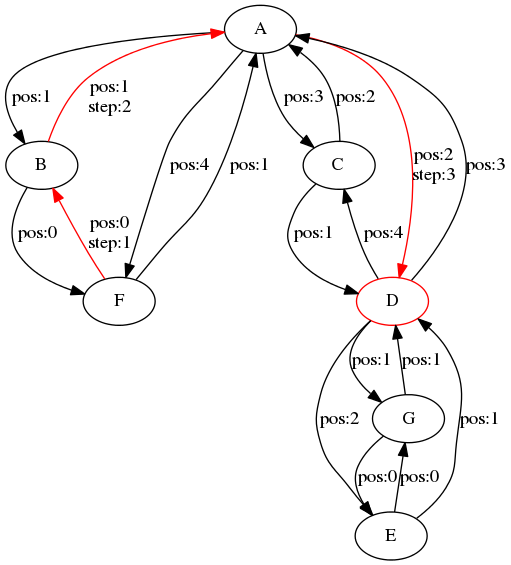 A
pos:1
pos:1
step:2
pos:3
pos:2
B
pos:4
pos:1
C
pos:2
step:3
pos:3
pos:0
pos:0
step:1
pos:1
pos:4
F
D
pos:1
pos:1
pos:2
G
pos:1
pos:0
pos:0
E